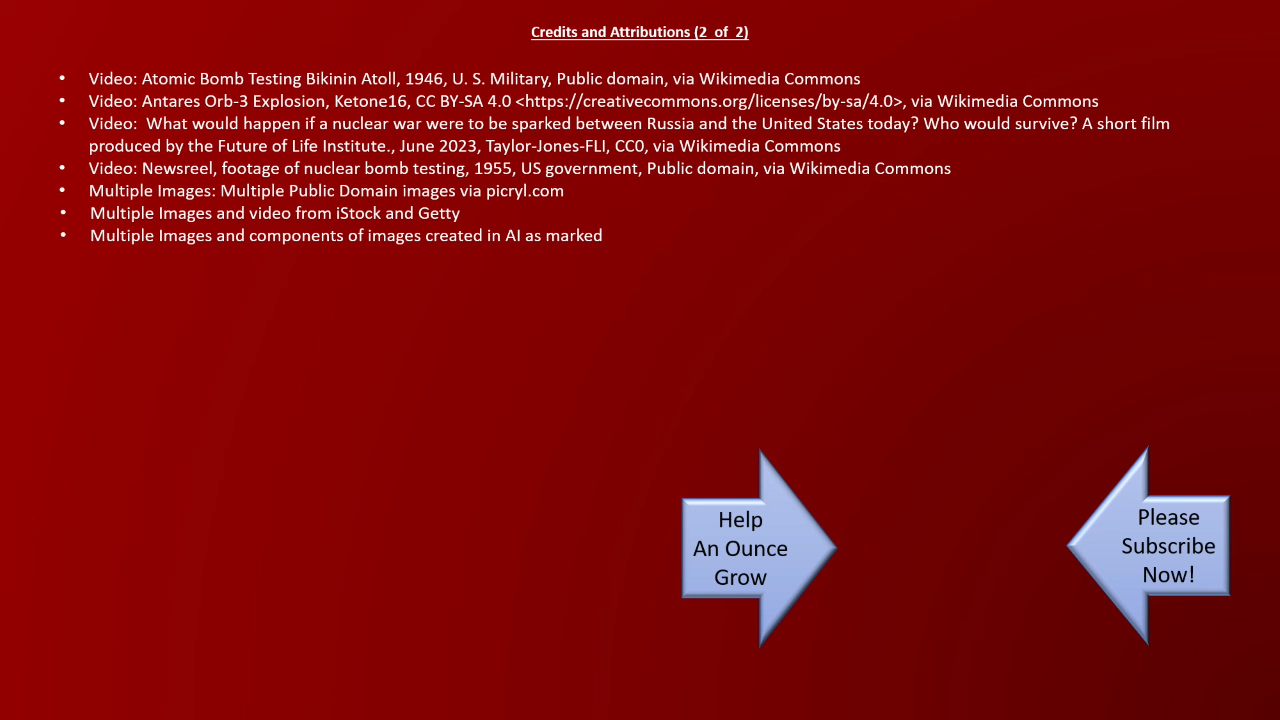 Credits and Attributions (2 of 2)
• Video: Atomic Bomb Testing Bikinin Atoll, 1946, U. S. Military, Public domain, via Wikimedia Commons
• Video: Antares Orb-3 Explosion, Ketone16, CC BY-SA 4.0 <https://creativecommons.org/licenses/by-sa/4.0>, via Wikimedia Commons
• Video: What would happen if a nuclear war were to be sparked between Russia and the United States today? Who would survive? A short film
produced by the Future of Life Institute., June 2023, Taylor-Jones-FLI, CC0, via Wikimedia Commons
• Video: Newsreel, footage of nuclear bomb testing, 1955, US government, Public domain, via Wikimedia Commons
• Multiple Images: Multiple Public Domain images via picryl.com
• Multiple Images and video from iStock and Getty
• Multiple Images and components of images created in AI as marked
Help
An Ounce
Grow
Please
Subscribe
Now!